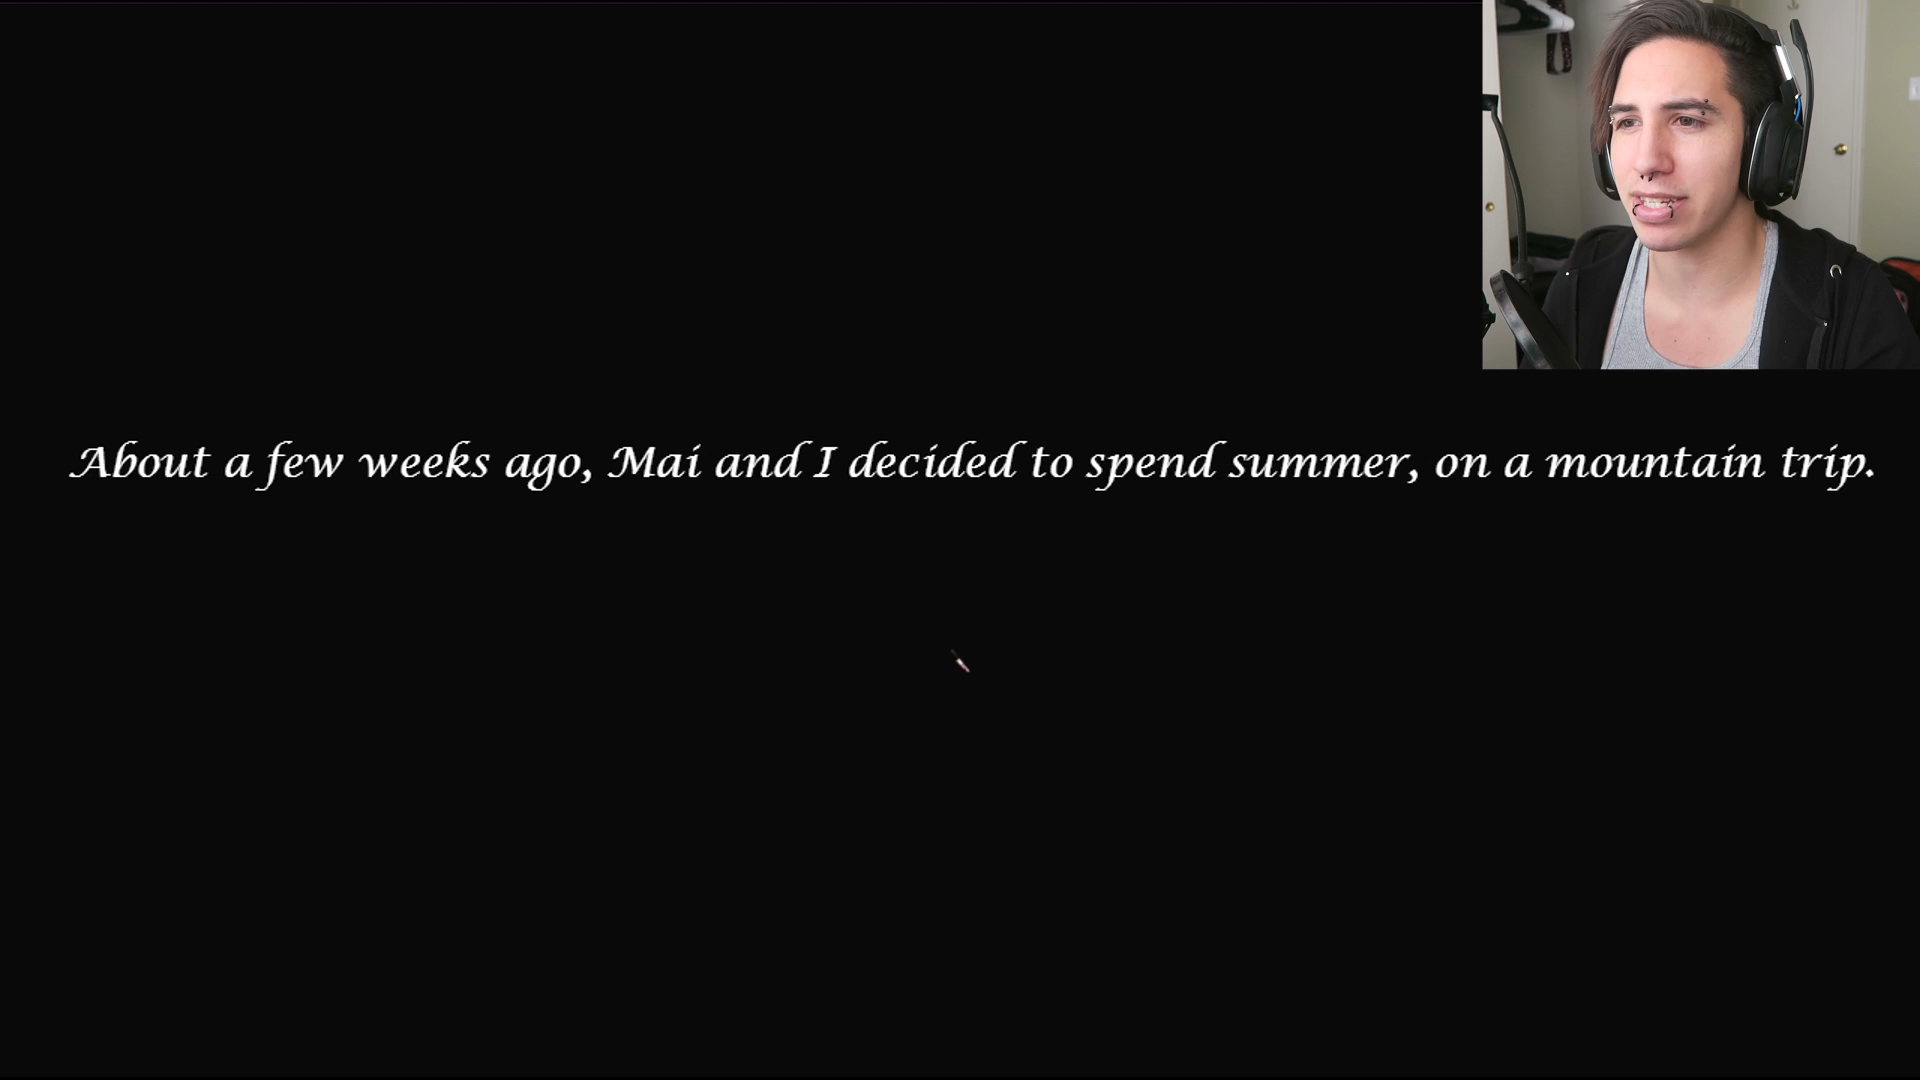 About a few weeks ago, Mai and I decided to spend summer, on a mountain trip.